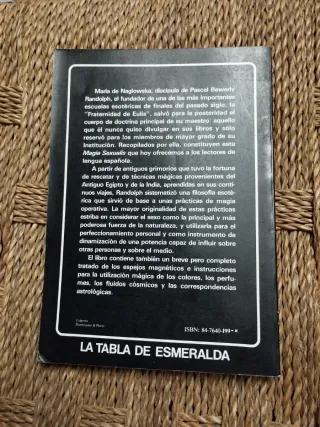 María de Naglowska, discípula de Pascal Bewerly
Randolph, el fundador de una de las más importantes
escuelas esotéricas de finales del pasado siglo, la
"Fraternidad de Eulis", salvó para la posteridad el
cuerpo de doctrina principal de su maestro aquello
que él nunca quiso divulgar en sus libros y sólo
reservó para los miembros de mayor grado de su
Institución. Recopilados por ella, constituyen esta
Magia Sexualis que hoy ofrecemos a los lectores de
lengua española.
A partir de antiguos grimorios que tuvo la fortuna
de rescatar y de técnicas mágicas provenientes del
Antiguo Egipto y de la India, aprendidas en sus conti-
nuos viajes, Randolph sistematizó una filosofía esoté-
rica que sirvió de base a unas prácticas de magia
operativa. La mayor originalidad de estas prácticas
estriba en considerar el sexo como la principal y más
poderosa fuerza de la naturaleza, y utilizarla para el
perfeccionamiento personal y como instrumento de
dinamización de una potencia capaz de influir sobre
otras personas y sobre el medio.
El libro contiene también un breve pero completo
tratado de los espejos magnéticos e instrucciones
para la utilización mágica de los colores, los perfu-
mes, los fluidos cósmicos y las correspondencias
astrológicas.
Cubierta
ISBN: 84-7640-199-
LA TABLA DE ESMERALDA